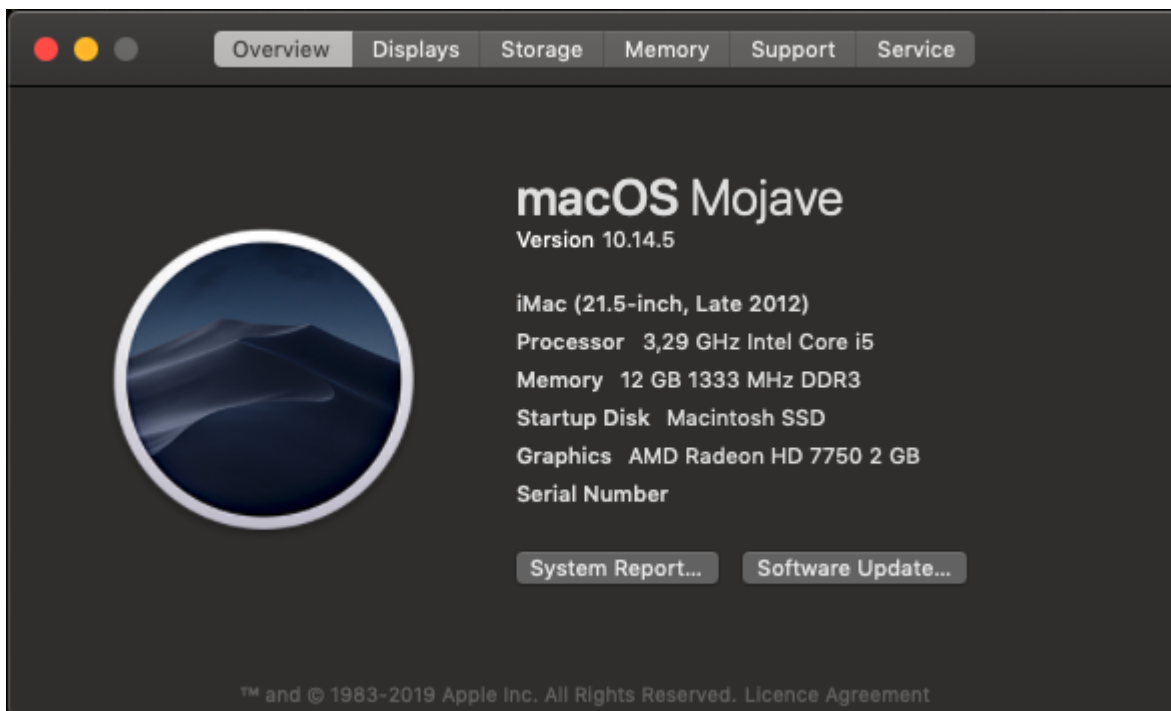 Overview Displays Storage Memory Support Service
macOS Mojave
Version 10.14.5
iMac (21.5-inch, Late 2012)
Processor 3,29 GHz Intel Core i5
Memory 12 GB 1333 MHz DDR3
Startup Disk Macintosh SSD
Graphics AMD Radeon HD 7750 2 GB
Serial Number
System Report... Software Update...
™ and © 1983-2019 Apple Inc. All Rights Reserved. Licence Agreement